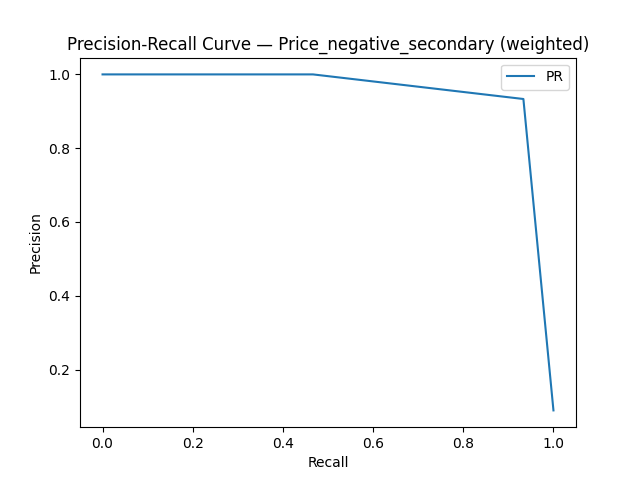 Precision-Recall Curve — Price_negative_secondary (weighted)
PR
1.0
0.8
0.6
0.4
0.2
Precision
0.0 0.2 0.4 0.6 0.8 1.0
Recall